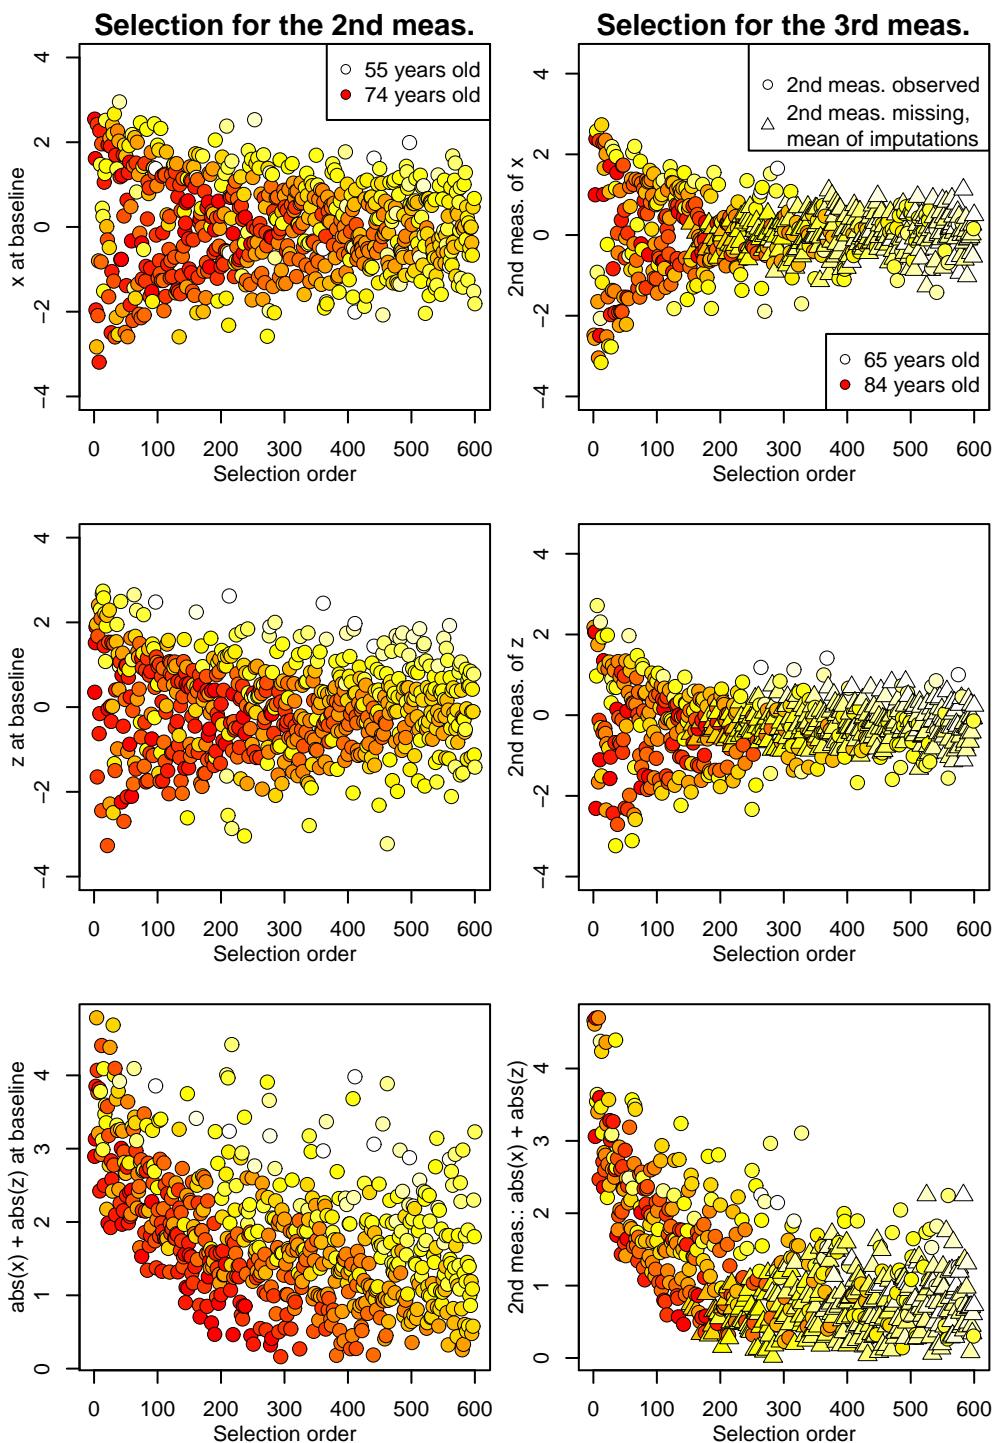 Selection for the 2nd meas.
4
2
0
−2
−4
x at baseline
55 years old
74 years old
0 100 200 300 400 500 600
Selection order
Selection for the 3rd meas.
4
2
0
−2
−4
2nd meas. of x
2nd meas. observed
2nd meas. missing,
mean of imputations
65 years old
84 years old
0 100 200 300 400 500 600
Selection order
4
2
0
−2
−4
z at baseline
0 100 200 300 400 500 600
Selection order
4
2
0
−2
−4
2nd meas. of z
0 100 200 300 400 500 600
Selection order
4
3
2
1
0
abs(x) + abs(z) at baseline
0 100 200 300 400 500 600
Selection order
4
3
2
1
0
2nd meas.: abs(x) + abs(z)
0 100 200 300 400 500 600
Selection order